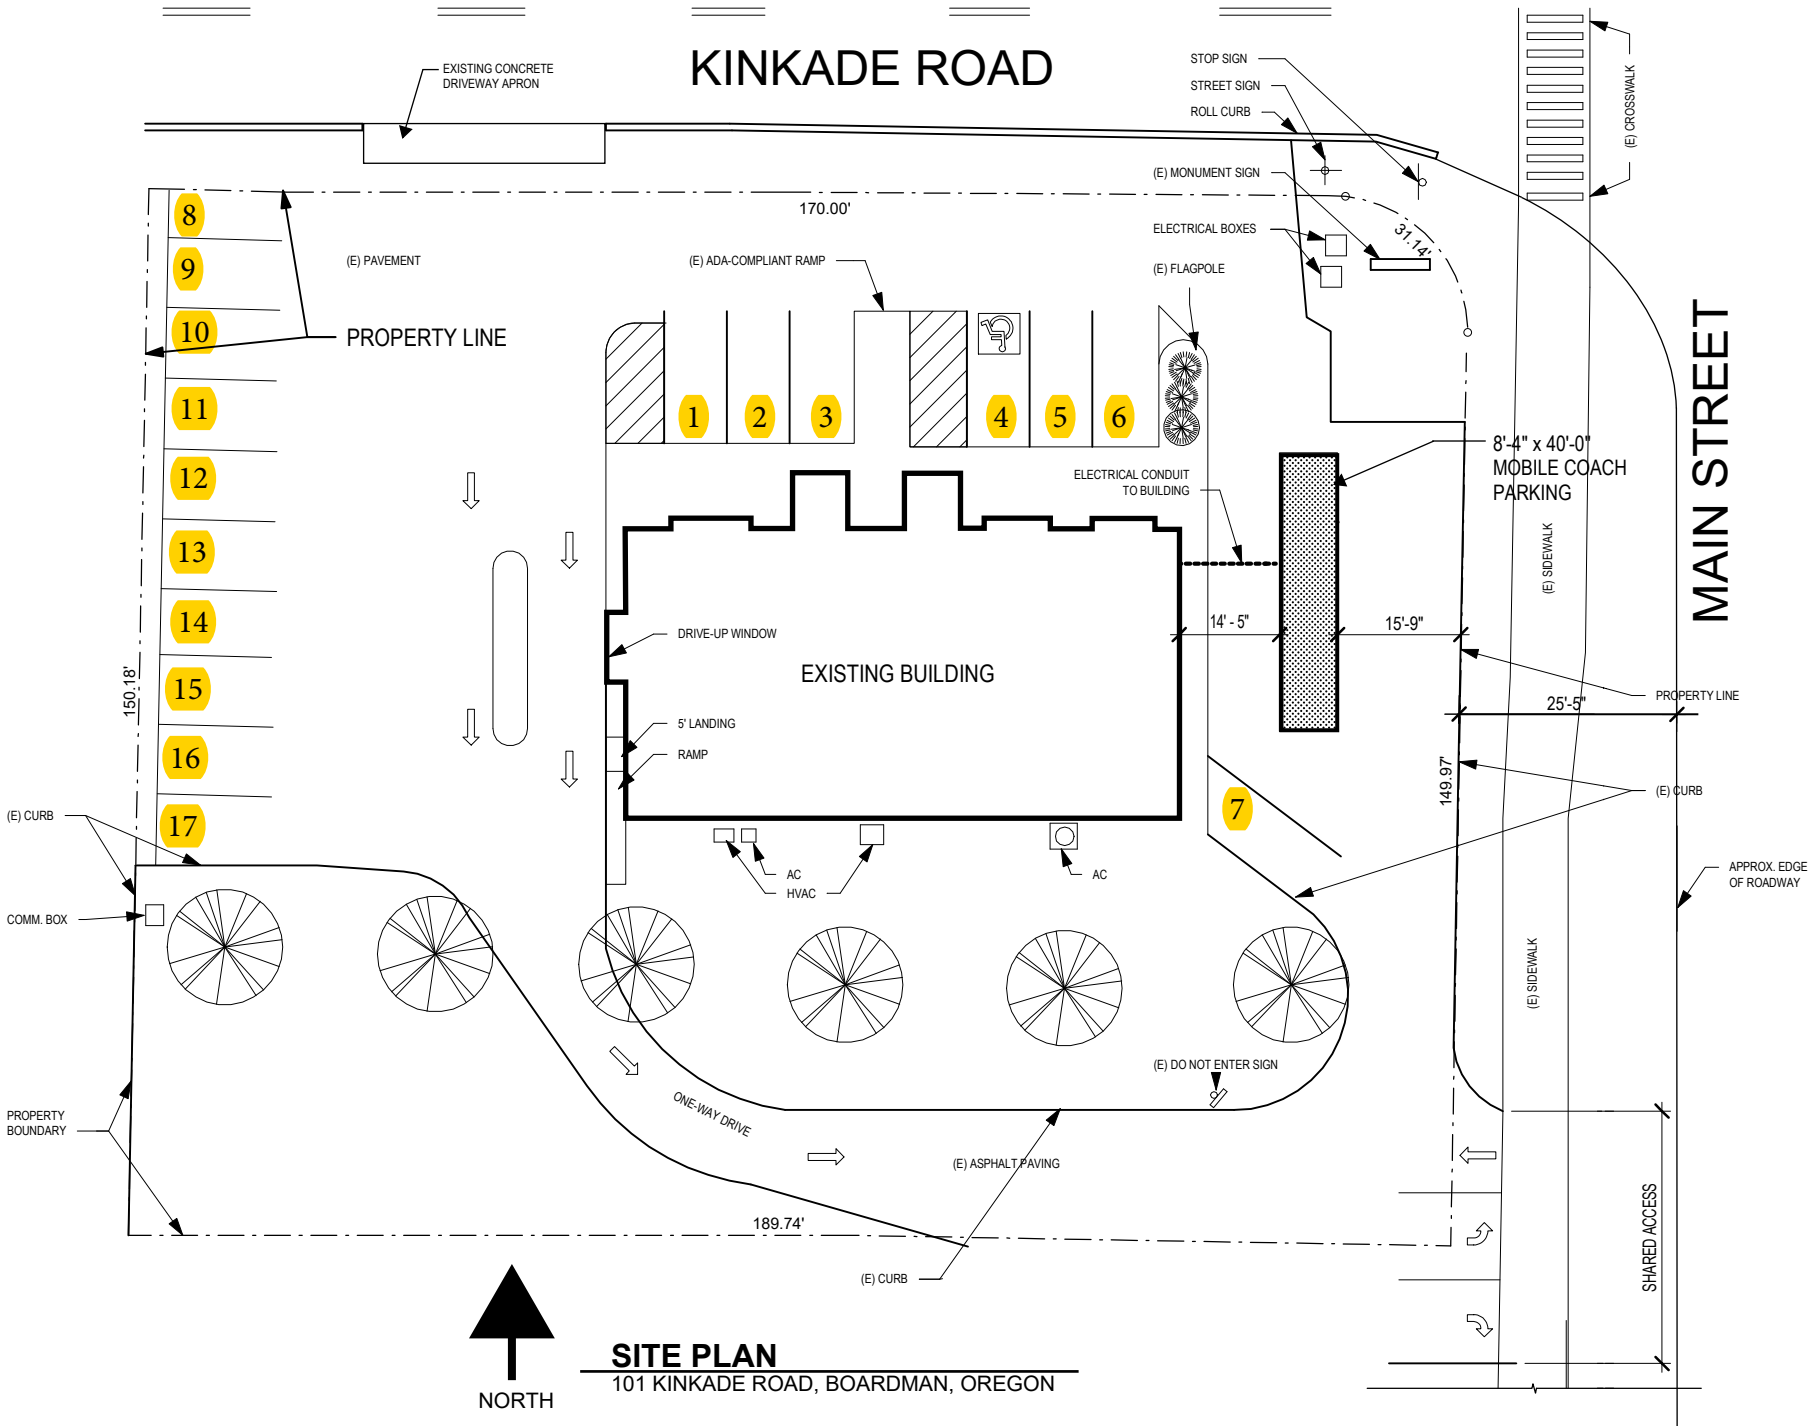 KINKADE ROAD
EXISTING CONCRETE
DRIVEWAY APRON
STOP SIGN
STREET SIGN
ROLL CURB
(E) CROSSWALK
(E) MONUMENT SIGN
170.00'
31.14'
ELECTRICAL BOXES
(E) PAVEMENT
(E) ADA-COMPLIANT RAMP
(E) FLAGPOLE
PROPERTY LINE
8
9
10
11
12
13
14
15
16
17
1
2
3
4
5
6
7
MAIN STREET
8'-4" x 40'-0"
MOBILE COACH
PARKING
ELECTRICAL CONDUIT
TO BUILDING
(E) SIDEWALK
DRIVE-UP WINDOW
EXISTING BUILDING
14' - 5"
15'-9"
150.18'
PROPERTY LINE
25'-5"
5' LANDING
RAMP
149.97'
(E) CURB
(E) CURB
AC
HVAC
AC
APPROX. EDGE
OF ROADWAY
COMM. BOX
(E) SIDEWALK
(E) DO NOT ENTER SIGN
PROPERTY
BOUNDARY
ONE-WAY DRIVE
(E) ASPHALT PAVING
SHARED ACCESS
189.74'
(E) CURB
NORTH
SITE PLAN
101 KINKADE ROAD, BOARDMAN, OREGON